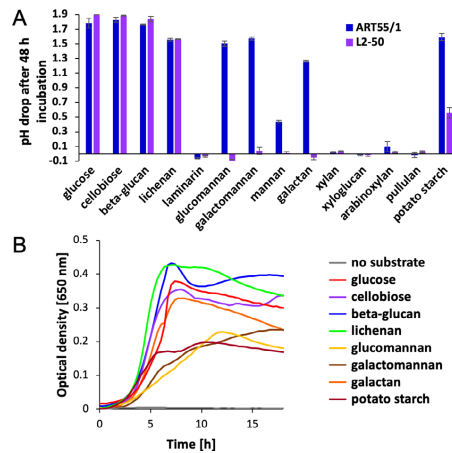 A
pH drop after 48 h
incubation
1.9
1.7
1.5
1.3
1.1
0.9
0.7
0.5
0.3
0.1
-0.1
ART55/1
L2-50
glucose
cellobiose
beta-glucan
lichenan
laminarin
glucomannan
galactomannan
mannan
galactan
xylan
xyloglucan
arabinoxylan
pullulan
potato starch
B
Optical density [650 nm]
0.5
0.4
0.3
0.2
0.1
0
0
5
10
15
Time [h]
no substrate
glucose
cellobiose
beta-glucan
lichenan
glucomannan
galactomannan
galactan
potato starch